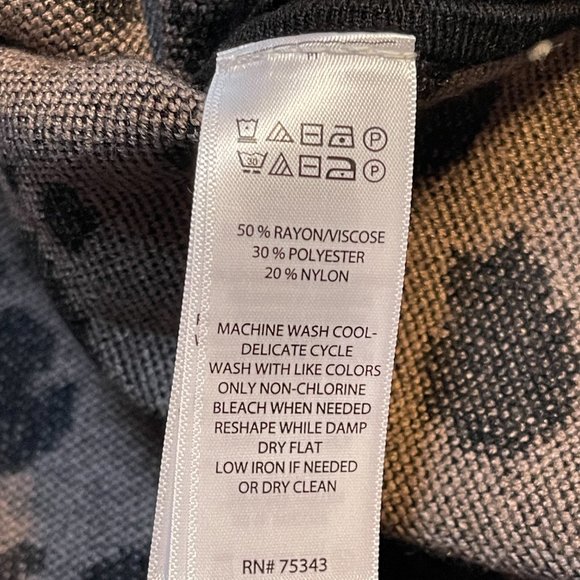 P
30 P
50 % RAYON/VISCOSE
30 % POLYESTER
20 % NYLON
MACHINE WASH COOL-
DELICATE CYCLE
WASH WITH LIKE COLORS
ONLY NON-CHLORINE
BLEACH WHEN NEEDED
RESHAPE WHILE DAMP
DRY FLAT
LOW IRON IF NEEDED
OR DRY CLEAN
RN# 75343